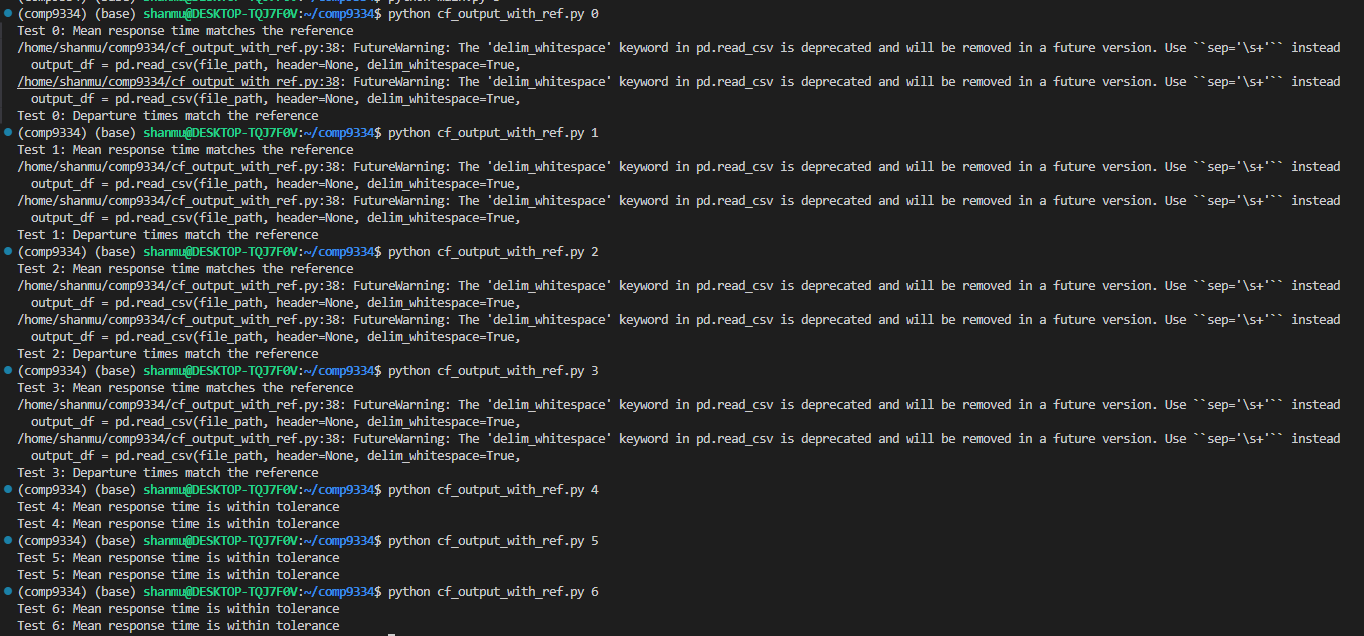 (comp9334) (base) shanmu@DESKTOP-TQJ7F0V:~/comp9334$ python cf_output_with_ref.py 0
Test 0: Mean response time matches the reference
/home/shanmu/comp9334/cf_output_with_ref.py:38: FutureWarning: The 'delim_whitespace' keyword in pd.read_csv is deprecated and will be removed in a future version. Use ``sep='\s+'`` instead
  output_df = pd.read_csv(file_path, header=None, delim_whitespace=True,
/home/shanmu/comp9334/cf_output_with_ref.py:38: FutureWarning: The 'delim_whitespace' keyword in pd.read_csv is deprecated and will be removed in a future version. Use ``sep='\s+'`` instead
  output_df = pd.read_csv(file_path, header=None, delim_whitespace=True,
Test 0: Departure times match the reference
(comp9334) (base) shanmu@DESKTOP-TQJ7F0V:~/comp9334$ python cf_output_with_ref.py 1
Test 1: Mean response time matches the reference
/home/shanmu/comp9334/cf_output_with_ref.py:38: FutureWarning: The 'delim_whitespace' keyword in pd.read_csv is deprecated and will be removed in a future version. Use ``sep='\s+'`` instead
  output_df = pd.read_csv(file_path, header=None, delim_whitespace=True,
/home/shanmu/comp9334/cf_output_with_ref.py:38: FutureWarning: The 'delim_whitespace' keyword in pd.read_csv is deprecated and will be removed in a future version. Use ``sep='\s+'`` instead
  output_df = pd.read_csv(file_path, header=None, delim_whitespace=True,
Test 1: Departure times match the reference
(comp9334) (base) shanmu@DESKTOP-TQJ7F0V:~/comp9334$ python cf_output_with_ref.py 2
Test 2: Mean response time matches the reference
/home/shanmu/comp9334/cf_output_with_ref.py:38: FutureWarning: The 'delim_whitespace' keyword in pd.read_csv is deprecated and will be removed in a future version. Use ``sep='\s+'`` instead
  output_df = pd.read_csv(file_path, header=None, delim_whitespace=True,
/home/shanmu/comp9334/cf_output_with_ref.py:38: FutureWarning: The 'delim_whitespace' keyword in pd.read_csv is deprecated and will be removed in a future version. Use ``sep='\s+'`` instead
  output_df = pd.read_csv(file_path, header=None, delim_whitespace=True,
Test 2: Departure times match the reference
(comp9334) (base) shanmu@DESKTOP-TQJ7F0V:~/comp9334$ python cf_output_with_ref.py 3
Test 3: Mean response time matches the reference
/home/shanmu/comp9334/cf_output_with_ref.py:38: FutureWarning: The 'delim_whitespace' keyword in pd.read_csv is deprecated and will be removed in a future version. Use ``sep='\s+'`` instead
  output_df = pd.read_csv(file_path, header=None, delim_whitespace=True,
/home/shanmu/comp9334/cf_output_with_ref.py:38: FutureWarning: The 'delim_whitespace' keyword in pd.read_csv is deprecated and will be removed in a future version. Use ``sep='\s+'`` instead
  output_df = pd.read_csv(file_path, header=None, delim_whitespace=True,
Test 3: Departure times match the reference
(comp9334) (base) shanmu@DESKTOP-TQJ7F0V:~/comp9334$ python cf_output_with_ref.py 4
Test 4: Mean response time is within tolerance
Test 4: Mean response time is within tolerance
(comp9334) (base) shanmu@DESKTOP-TQJ7F0V:~/comp9334$ python cf_output_with_ref.py 5
Test 5: Mean response time is within tolerance
Test 5: Mean response time is within tolerance
(comp9334) (base) shanmu@DESKTOP-TQJ7F0V:~/comp9334$ python cf_output_with_ref.py 6
Test 6: Mean response time is within tolerance
Test 6: Mean response time is within tolerance